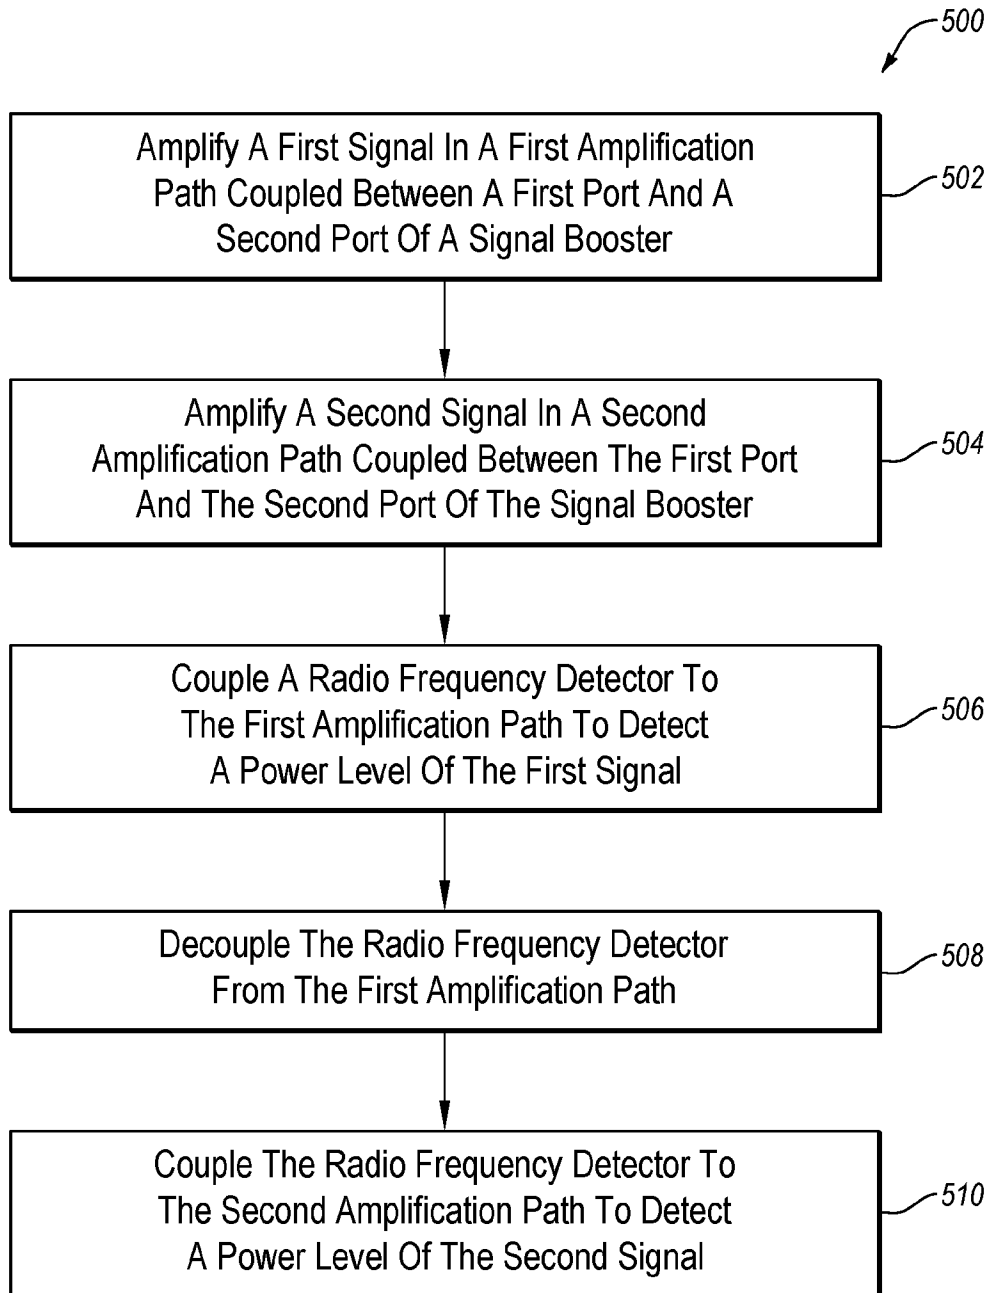 500
Amplify A First Signal In A First Amplification
Path Coupled Between A First Port And A
Second Port Of A Signal Booster
502
Amplify A Second Signal In A Second
Amplification Path Coupled Between The First Port
And The Second Port Of The Signal Booster
504
Couple A Radio Frequency Detector To
The First Amplification Path To Detect
A Power Level Of The First Signal
506
Decouple The Radio Frequency Detector
From The First Amplification Path
508
Couple The Radio Frequency Detector To
The Second Amplification Path To Detect
A Power Level Of The Second Signal
510